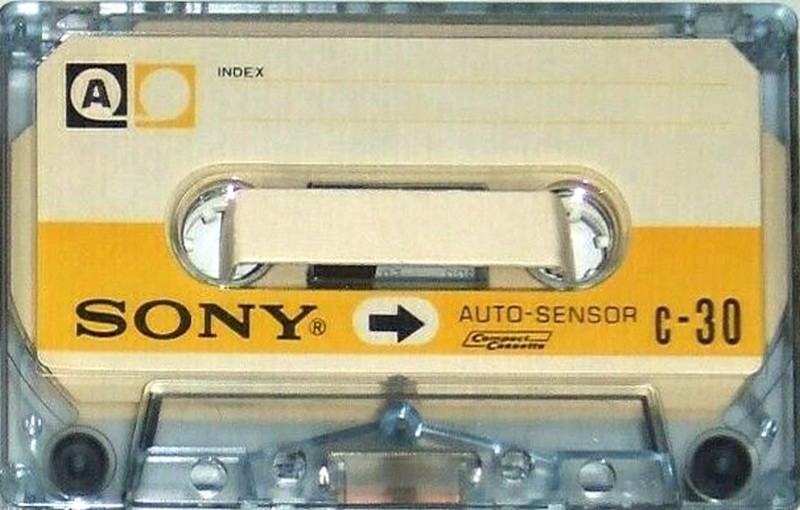 A INDEX
SONY® AUTO-SENSOR C-30
Compact
Cassette